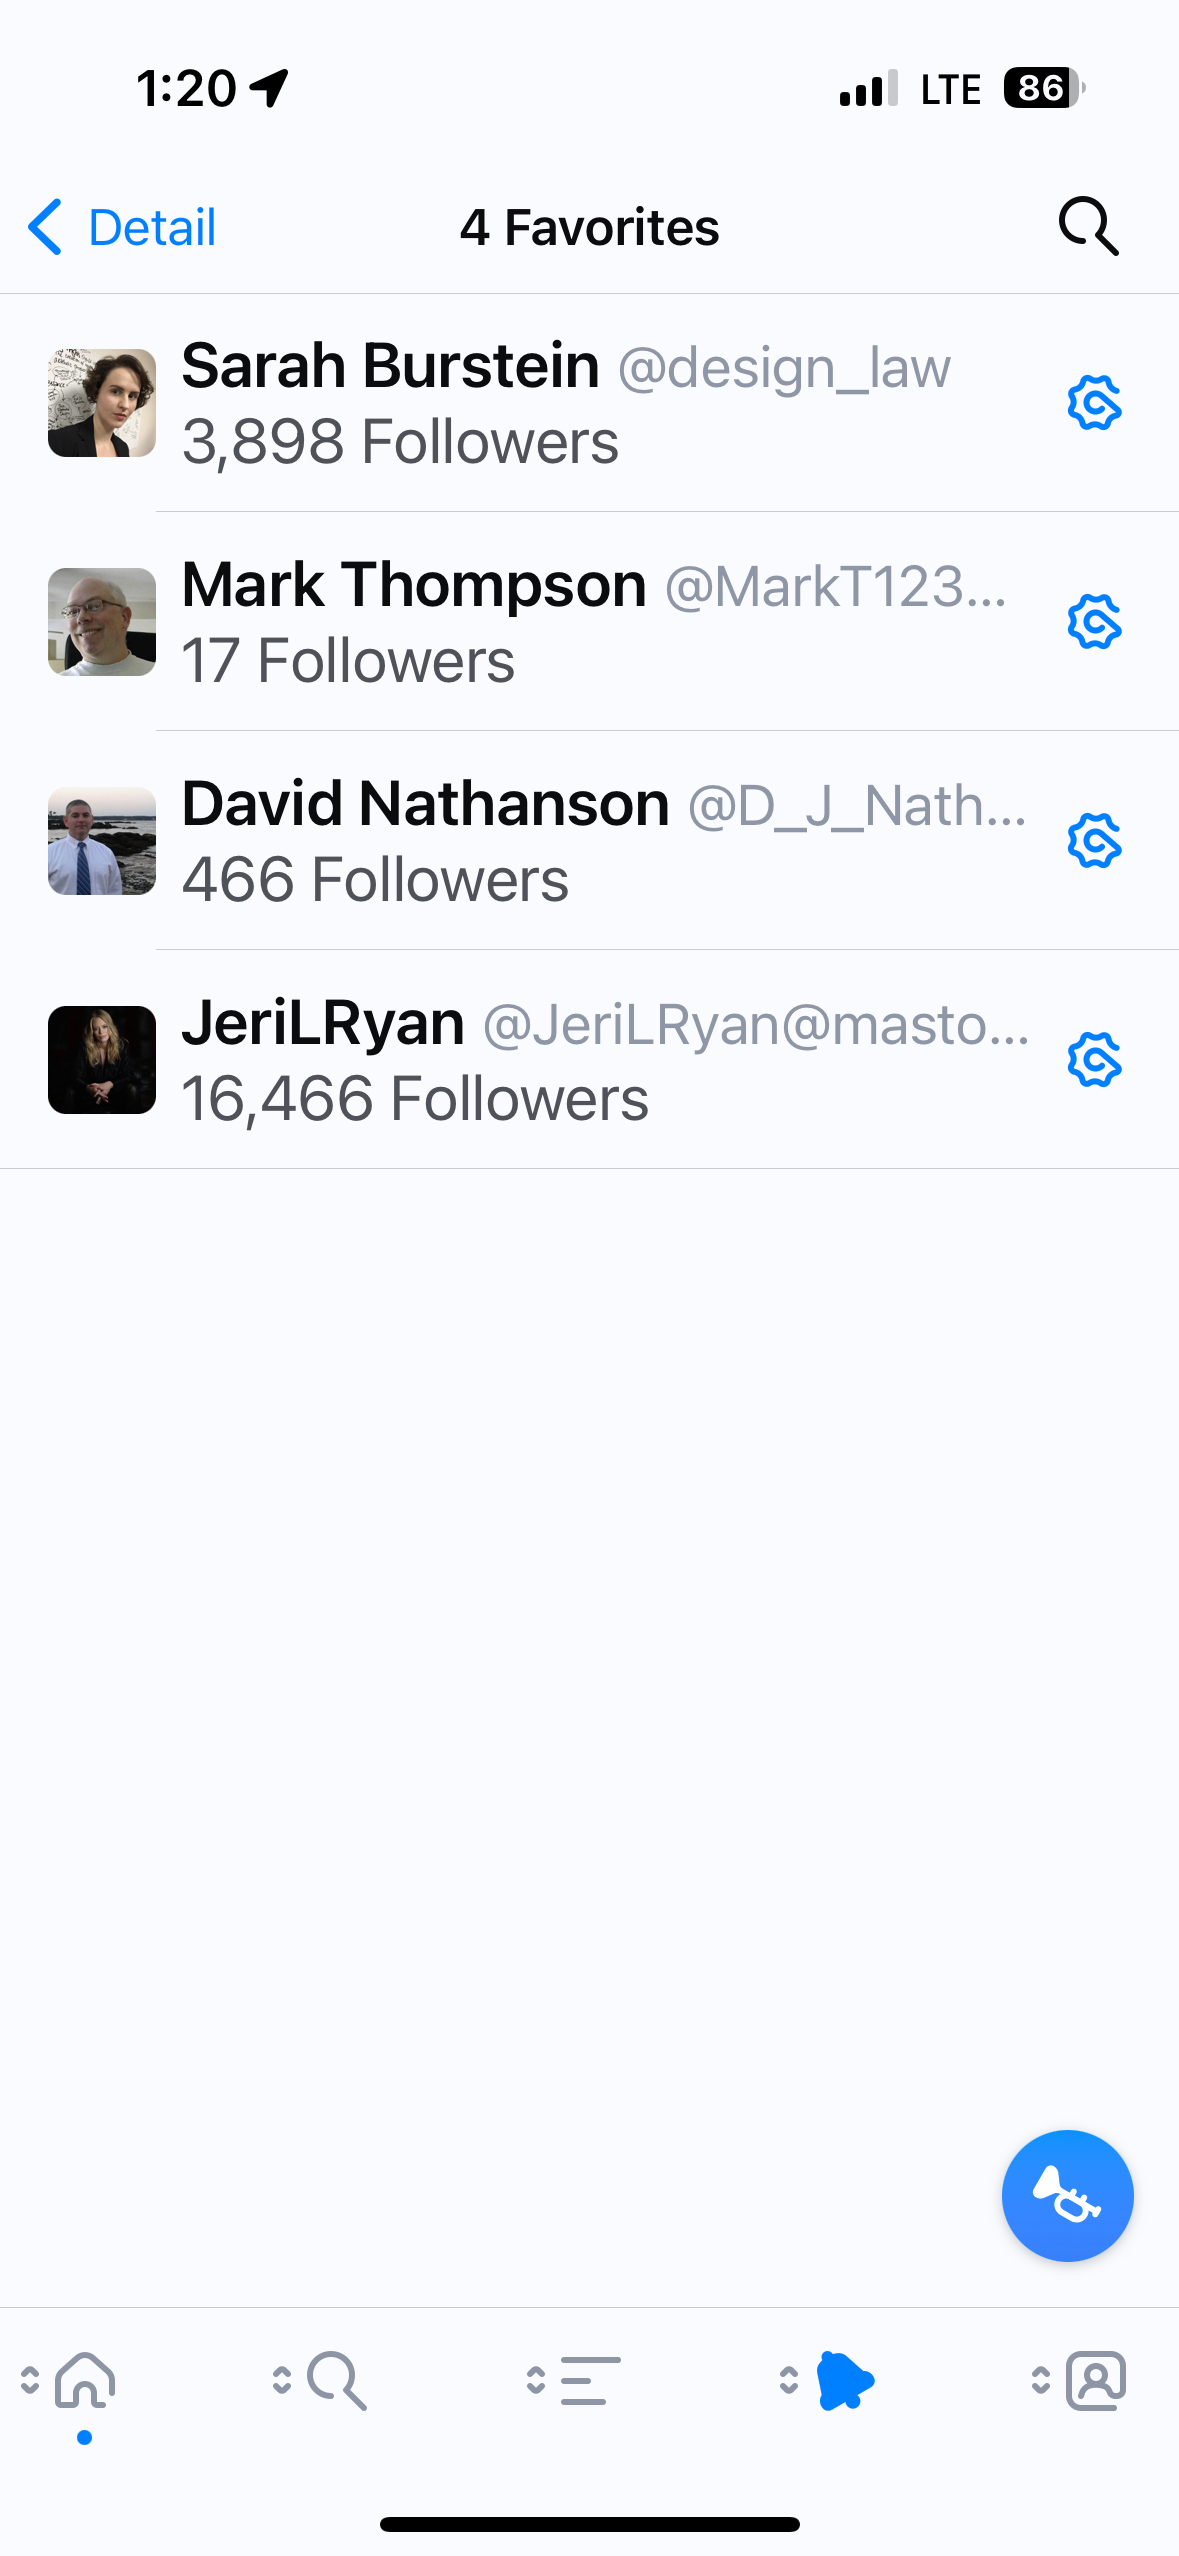 1:20 LTE 86
Detail 4 Favorites
Sarah Burstein @design_law
3,898 Followers
Mark Thompson @MarkT123...
17 Followers
David Nathanson @D_J_Nath...
466 Followers
JeriLRyan @JeriLRyan@masto...
16,466 Followers